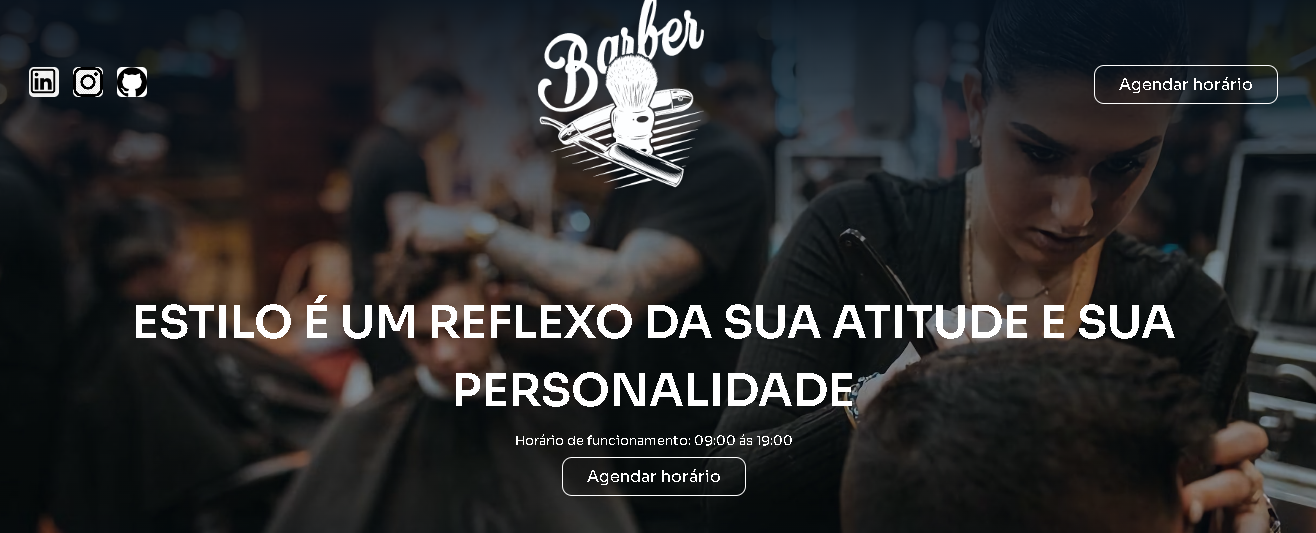 Barber
in
Agendar horário
ESTILO É UM REFLEXO DA SUA ATITUDE E SUA
PERSONALIDADE
Horário de funcionamento: 09:00 ás 19:00
Agendar horário